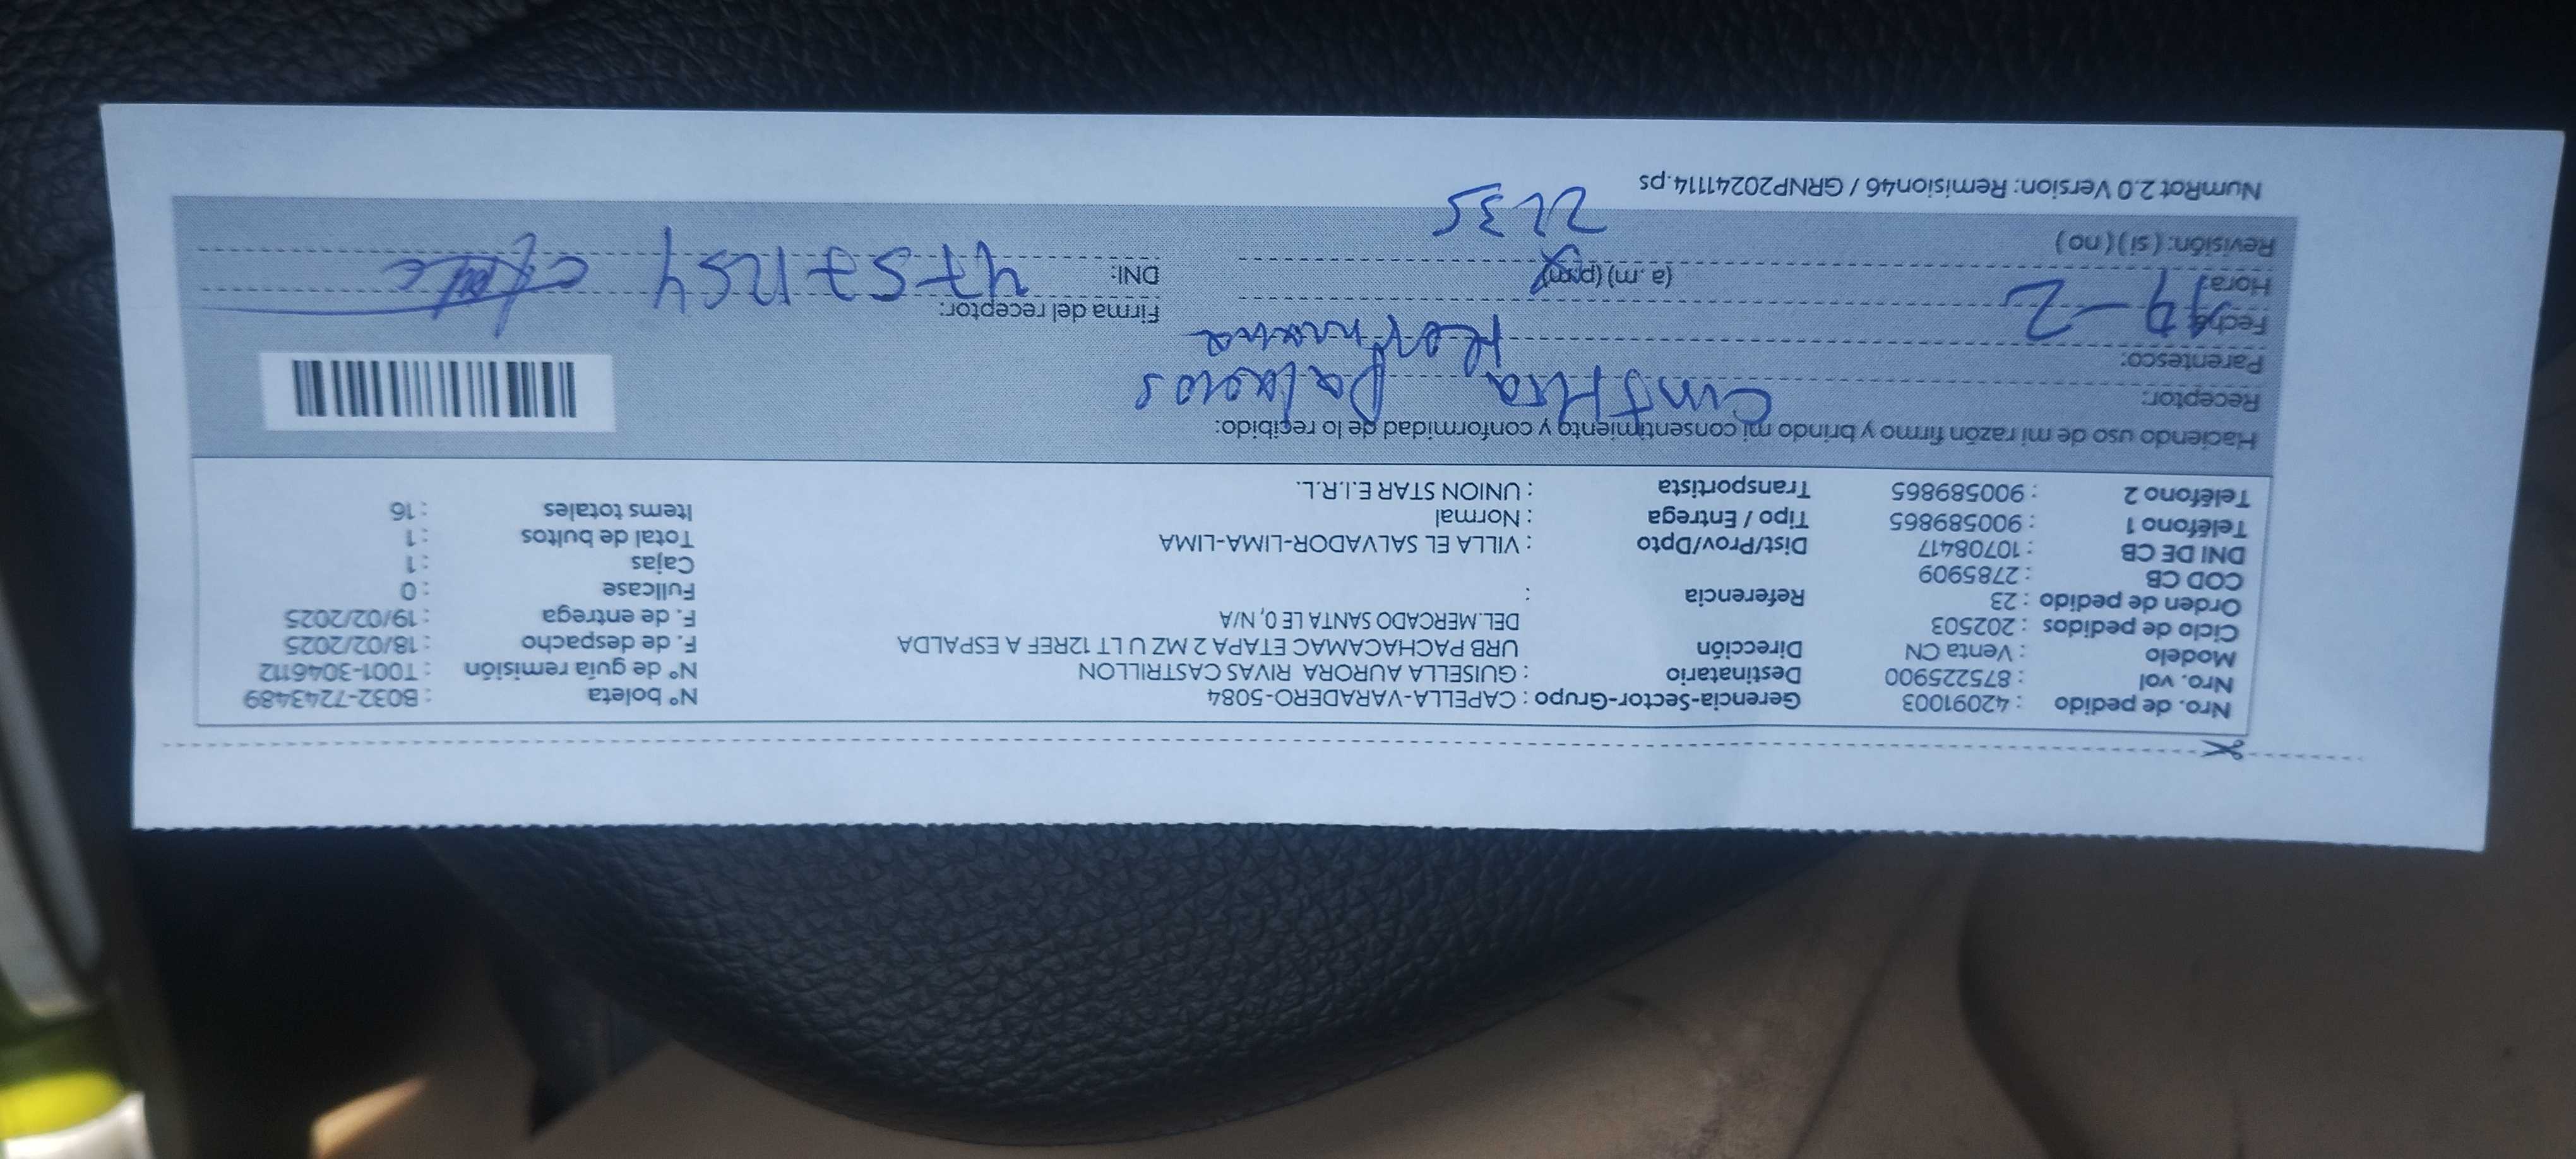 Nro. de pedido : 42091003 Gerencia-Sector-Grupo : CAPELLA-VARADERO-5084 N° boleta : B032-7243489
Nro. vol : 875225900 Destinatario : GUISELLA AURORA RIVAS CASTRILLON N° de guía remisión : T001-3046112
Modelo : Venta CN Dirección URB PACHACAMAC ETAPA 2 MZ U LT 12REF A ESPALDA F. de despacho : 18/02/2025
Ciclo de pedidos : 202503 DEL.MERCADO SANTA LE 0, N/A F. de entrega : 19/02/2025
Orden de pedido : 23 Referencia : Fullcase : 0
COD CB : 2785909 Cajas : 1
DNI DE CB : 10708417 Dist/Prov/Dpto : VILLA EL SALVADOR-LIMA-LIMA Total de bultos : 1
Teléfono 1 : 900589865 Tipo / Entrega : Normal Items totales : 16
Teléfono 2 : 900589865 Transportista : UNION STAR E.I.R.L.
Haciendo uso de mi razón firmo y brindo mi consentimiento y conformidad de lo recibido:
Receptor: Palacios
Parentesco: Hermana
Fecha: 19-2 Firma del receptor:
Hora: (a.m) (p.m) DNI:
Revisión: ( si ) ( no )
NumRot 2.0 Version: Remision46 / GRNP20241114.ps